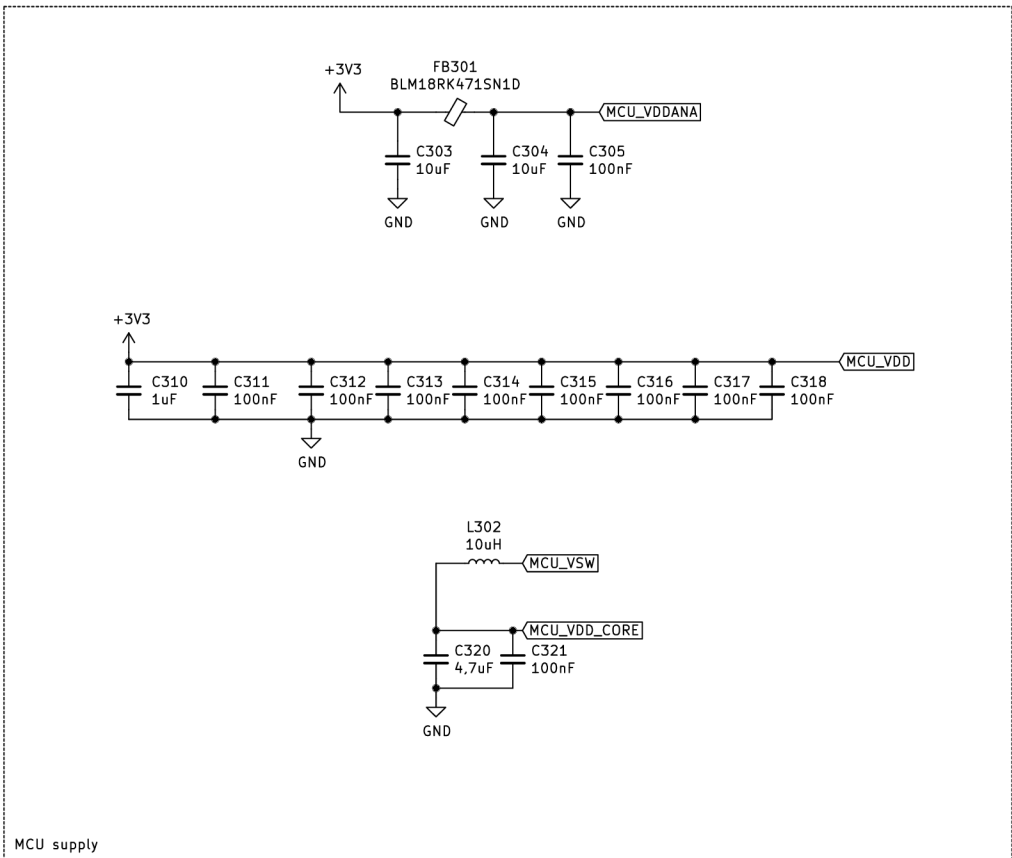 +3V3
FB301
BLM18RK471SN1D
MCU_VDDANA
C303
10uF
C304
10uF
C305
100nF
GND
GND
GND
+3V3
MCU_VDD
C310
1uF
C311
100nF
C312
100nF
C313
100nF
C314
100nF
C315
100nF
C316
100nF
C317
100nF
C318
100nF
GND
L302
10uH
MCU_VSW
MCU_VDD_CORE
C320
4,7uF
C321
100nF
GND
MCU supply